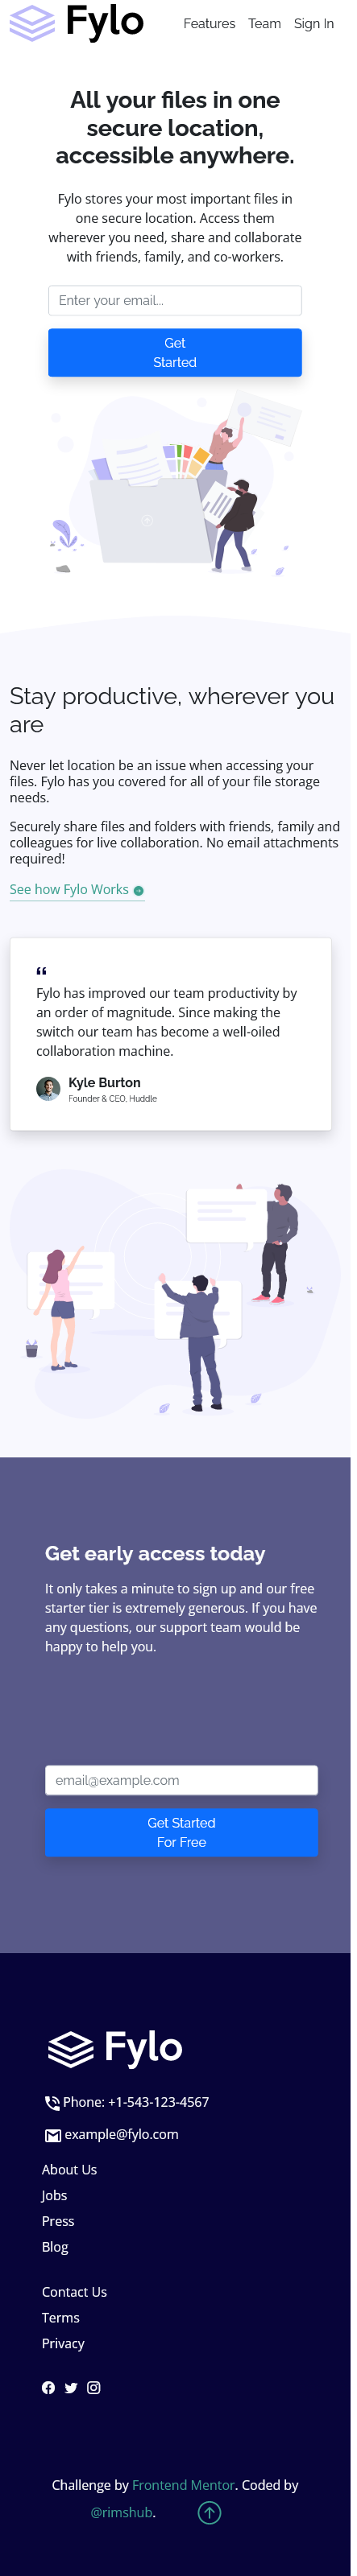 Fylo
Features Team Sign In
All your files in one
secure location,
accessible anywhere.
Fylo stores your most important files in
one secure location. Access them
wherever you need, share and collaborate
with friends, family, and co-workers.
Enter your email...
Get
Started
Stay productive, wherever you
are
Never let location be an issue when accessing your
files. Fylo has you covered for all of your file storage
needs.
Securely share files and folders with friends, family and
colleagues for live collaboration. No email attachments
required!
See how Fylo Works
“
Fylo has improved our team productivity by
an order of magnitude. Since making the
switch our team has become a well-oiled
collaboration machine.
Kyle Burton
Founder & CEO, Huddle
Get early access today
It only takes a minute to sign up and our free
starter tier is extremely generous. If you have
any questions, our support team would be
happy to help you.
email@example.com
Get Started
For Free
Fylo
Phone: +1-543-123-4567
example@fylo.com
About Us
Jobs
Press
Blog
Contact Us
Terms
Privacy
Challenge by Frontend Mentor. Coded by
@rimshub.